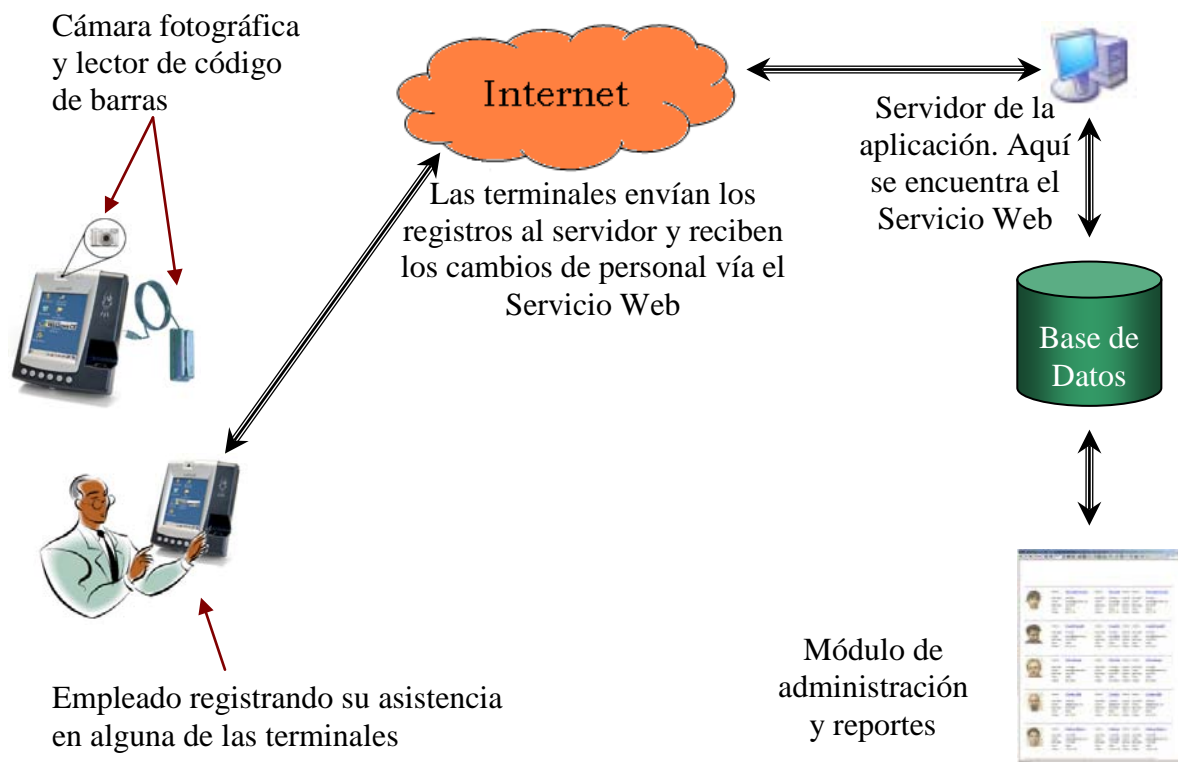 Cámara fotográfica
y lector de código
de barras
Internet
Servidor de la
aplicación. Aquí
se encuentra el
Servicio Web
Las terminales envían los
registros al servidor y reciben
los cambios de personal vía el
Servicio Web
Base de
Datos
Módulo de
administración
y reportes
Empleado registrando su asistencia
en alguna de las terminales